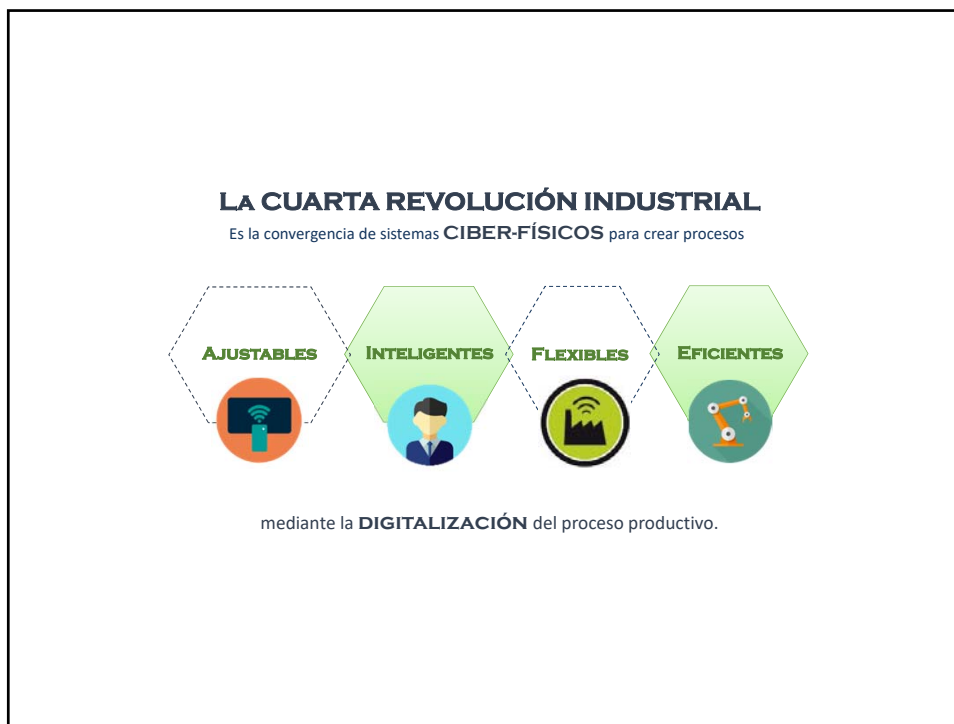 La CUARTA REVOLUCIÓN INDUSTRIAL
Es la convergencia de sistemas CIBER-FÍSICOS para crear procesos
AJUSTABLES INTELIGENTES FLEXIBLES EFICIENTES
mediante la DIGITALIZACIÓN del proceso productivo.